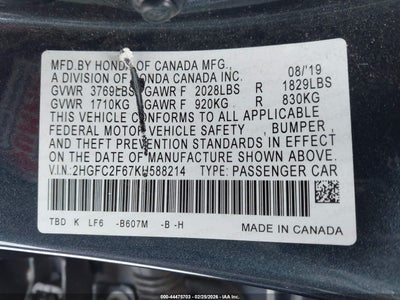 MFD.BY HONDA OF CANADA MFG.,
A DIVISION OF HONDA CANADA INC. 08/19
GVWR 3769LBS GAWR F 2028LBS R 1829LBS
GVWR 1710KG GAWR F 920KG R 830KG
THIS VEHICLE CONFORMS TO ALL APPLICABLE
FEDERAL MOTOR VEHICLE SAFETY , BUMPER ,
AND THEFT PREVENTION STANDARDS IN EFFECT
ON THE DATE OF MANUFACTURE SHOWN ABOVE.
V.I.N:2HGFC2F67KH588214 TYPE: PASSENGER CAR
TBD K LF6 -B607M -B -H
MADE IN CANADA
000-44475703 - 02/25/2026 - IAAI.COM